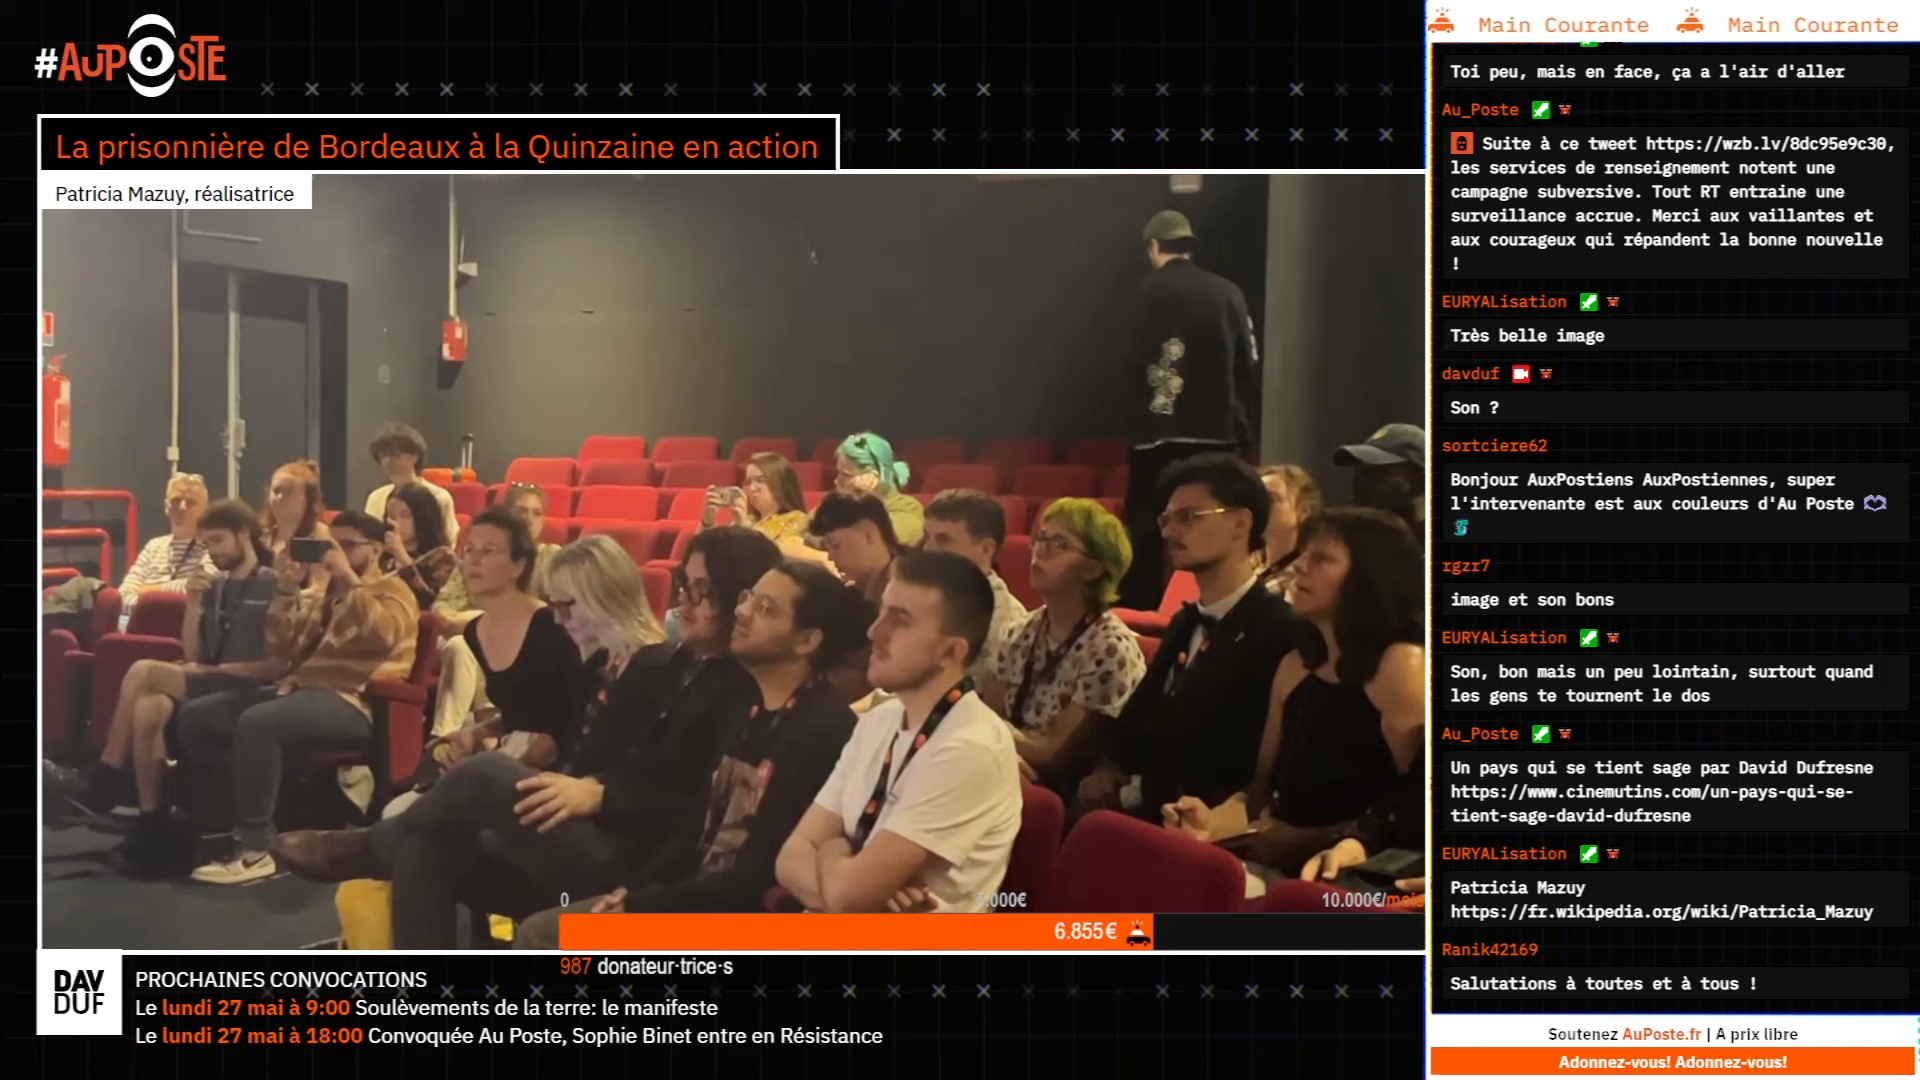 #AUPOSTE
La prisonnière de Bordeaux à la Quinzaine en action
Patricia Mazuy, réalisatrice
0
.000€
10.000€/mois
6.855€
987 donateur·trice·s
DAV
DUF
PROCHAINES CONVOCATIONS
Le lundi 27 mai à 9:00 Soulèvements de la terre: le manifeste
Le lundi 27 mai à 18:00 Convoquée Au Poste, Sophie Binet entre en Résistance
Main Courante Main Courante
Toi peu, mais en face, ça a l'air d'aller
Au_Poste
Suite à ce tweet https://wzb.lv/8dc95e9c30,
les services de renseignement notent une
campagne subversive. Tout RT entraine une
surveillance accrue. Merci aux vaillantes et
aux courageux qui répandent la bonne nouvelle
!
EURYALisation
Très belle image
davduf
Son ?
sortciere62
Bonjour AuxPostiens AuxPostiennes, super
l'intervenante est aux couleurs d'Au Poste
rgzr7
image et son bons
EURYALisation
Son, bon mais un peu lointain, surtout quand
les gens te tournent le dos
Au_Poste
Un pays qui se tient sage par David Dufresne
https://www.cinemutins.com/un-pays-qui-se-
tient-sage-david-dufresne
EURYALisation
Patricia Mazuy
https://fr.wikipedia.org/wiki/Patricia_Mazuy
Ranik42169
Salutations à toutes et à tous !
Soutenez AuPoste.fr | A prix libre
Adonnez-vous! Adonnez-vous!